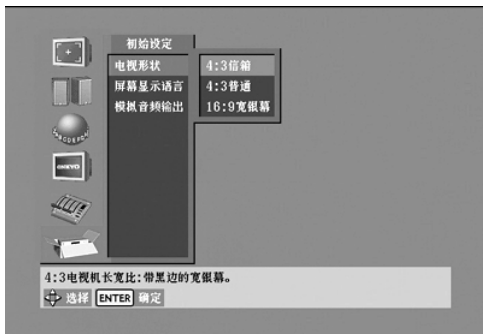 初始设定
电视形状
屏幕显示语言
模拟音频输出
4:3信箱
4:3普通
16:9宽银幕
ONKYO
4:3电视机长宽比:带黑边的宽银幕。
选择 ENTER 确定